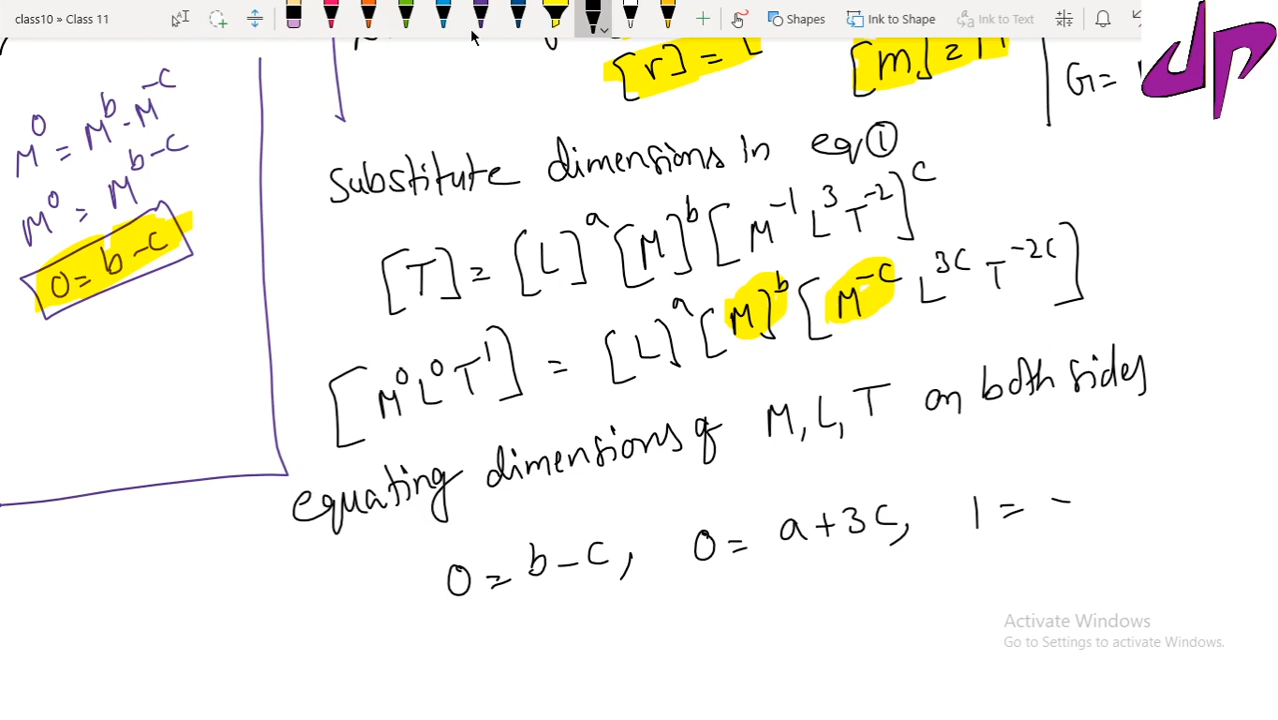 class10 » Class 11
Shapes
Ink to Shape
Ink to Text
dp
[r] = L
[m] =
G =
M⁰ = M^b · M^-c
M⁰ = M^b-c
0 = b - c
Substitute dimensions in eq ①
[T] = [L]^a [M]^b [M^-1 L^3 T^-2]^c
[M⁰ L⁰ T¹] = [L]^a [M]^b [M^-c L^3c T^-2c]
equating dimensions of M, L, T on both sides
0 = b - c, 0 = a + 3c, 1 = -
Activate Windows
Go to Settings to activate Windows.